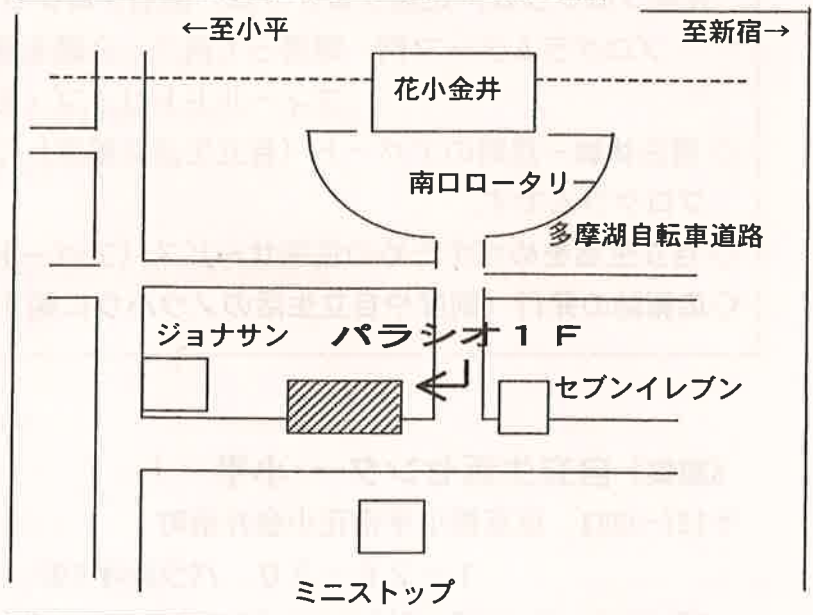 ←至小平
至新宿→
花小金井
南口ロータリー
多摩湖自転車道路
ジョナサン
パラシオ1F
セブンイレブン
ミニストップ